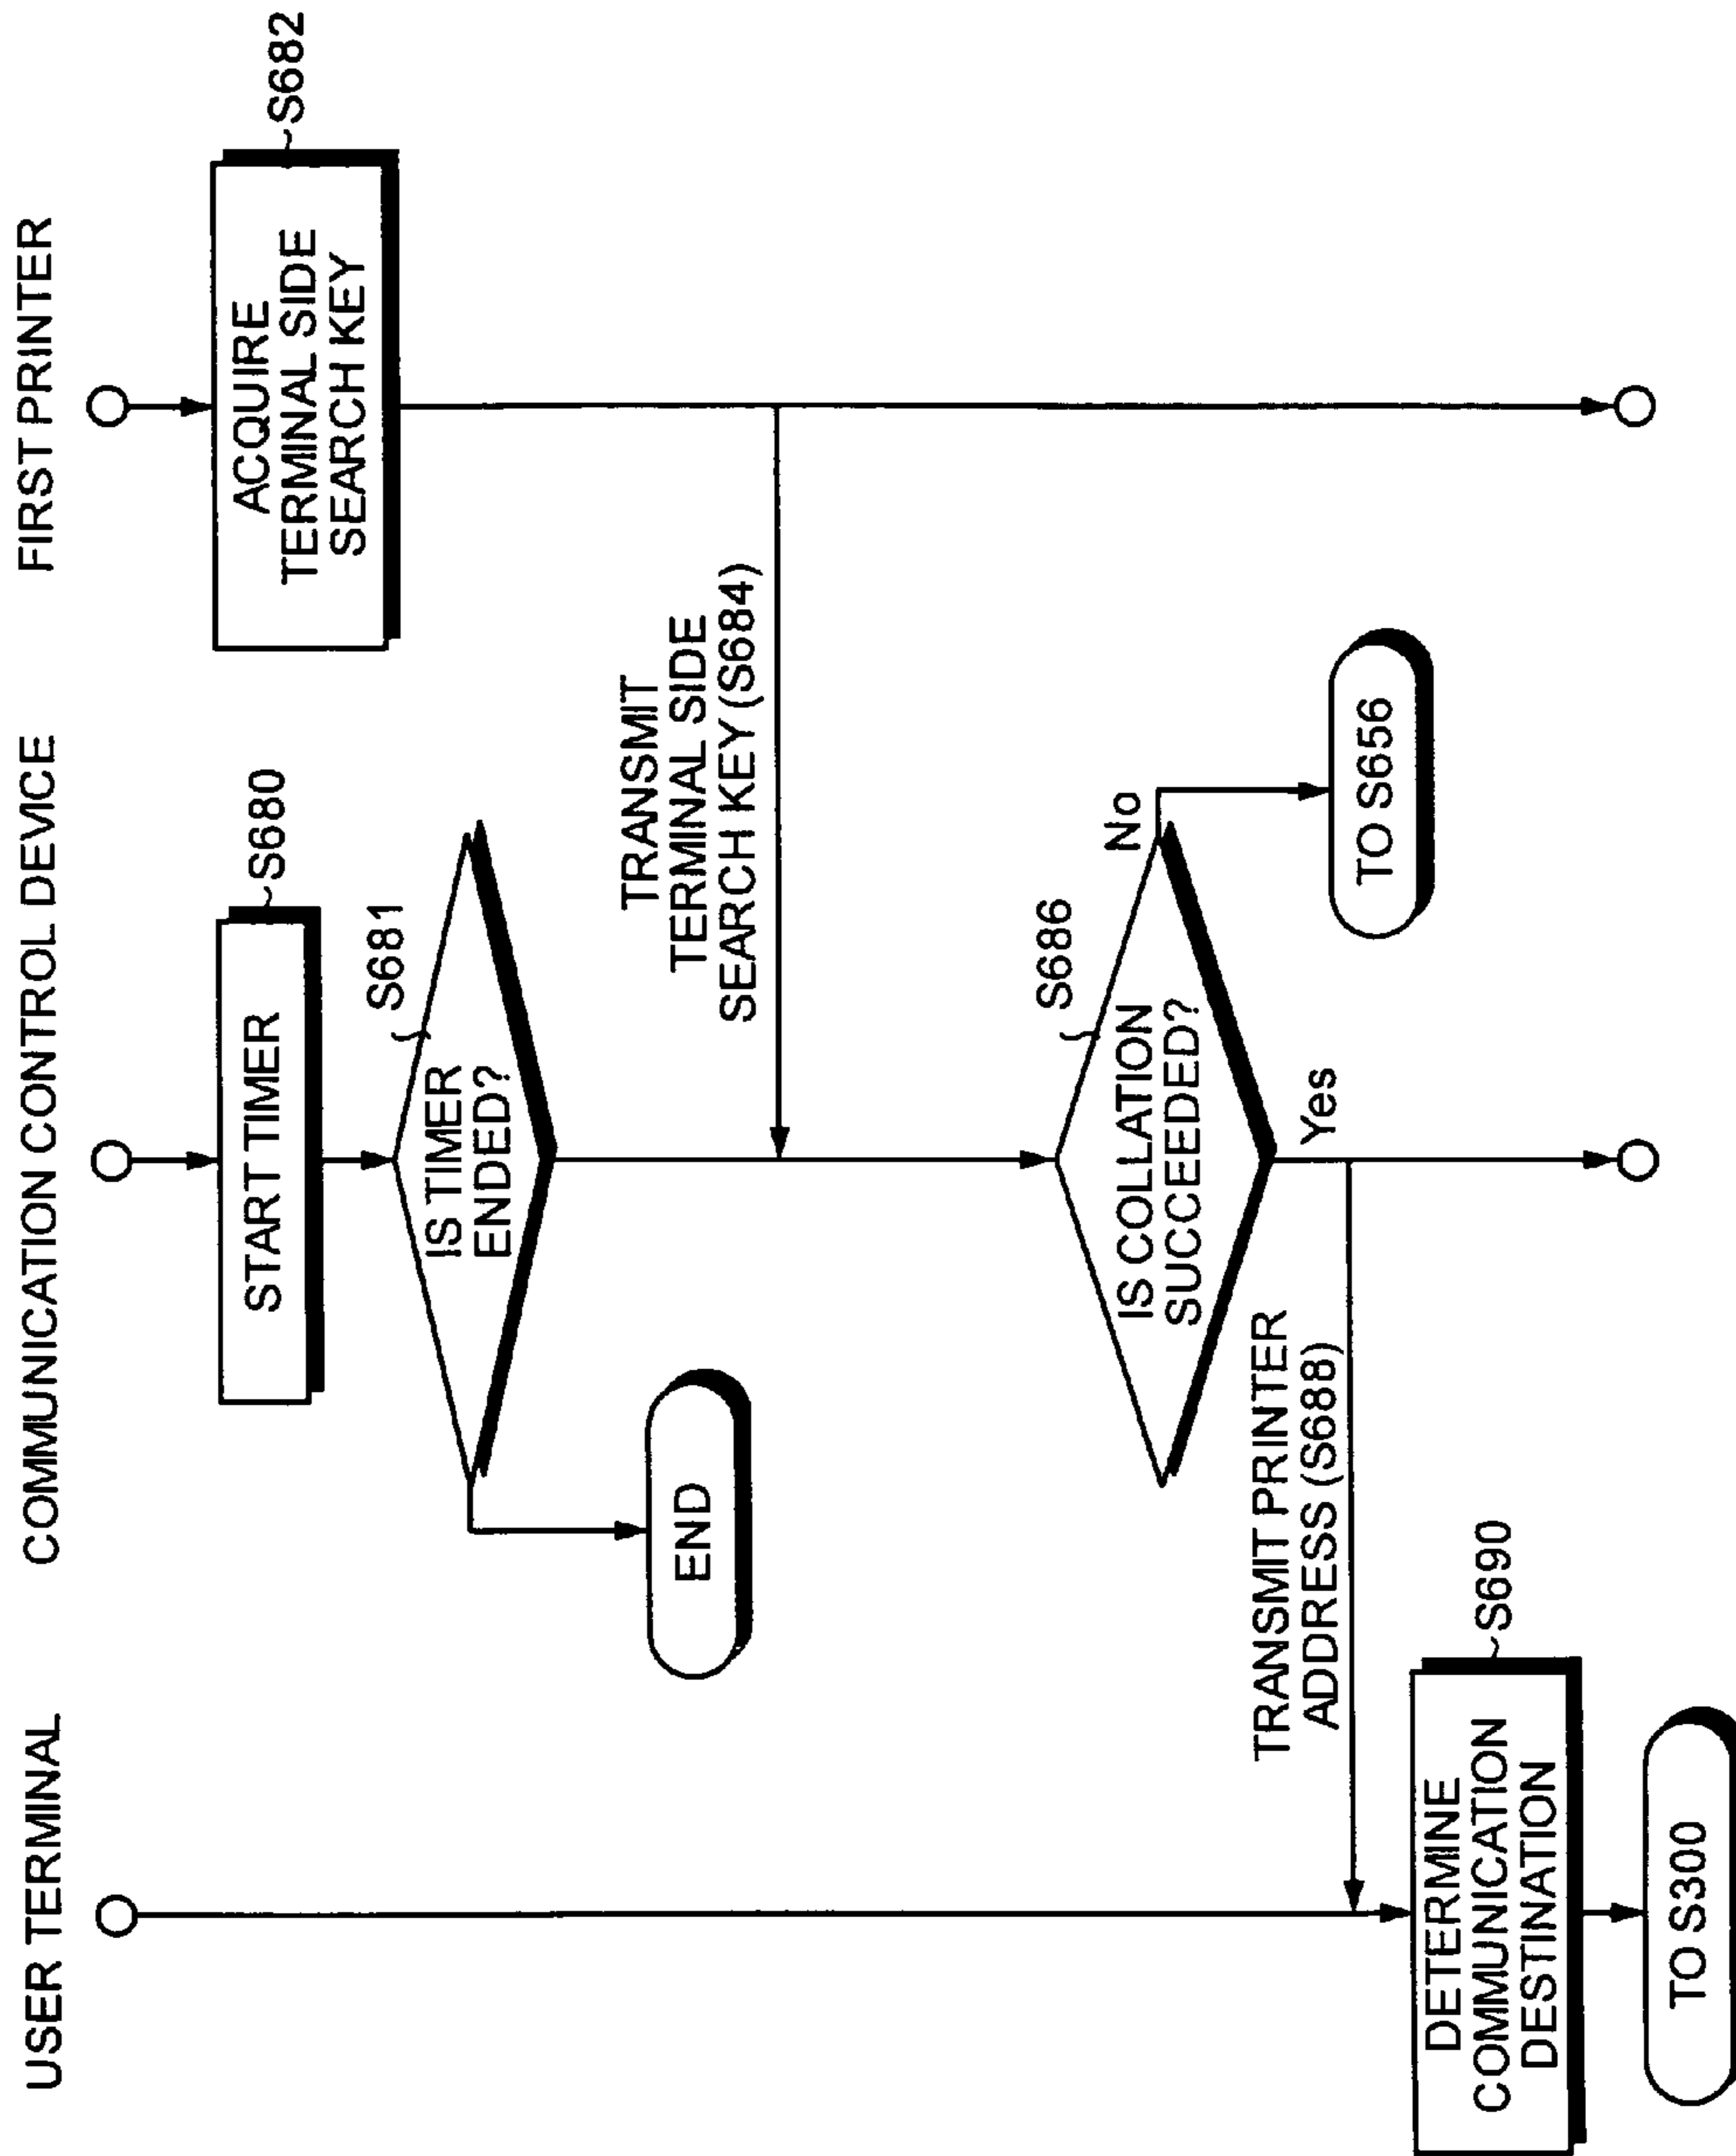 USER TERMINAL
COMMUNICATION CONTROL DEVICE
FIRST PRINTER
START TIMER
S680
ACQUIRE
TERMINAL SIDE
SEARCH KEY
S682
IS TIMER
ENDED?
S681
END
TRANSMIT
TERMINAL SIDE
SEARCH KEY (S684)
IS COLLATION
SUCCEEDED?
S686
No
Yes
TO S656
TRANSMIT PRINTER
ADDRESS (S688)
DETERMINE
COMMUNICATION
DESTINATION
S690
TO S300